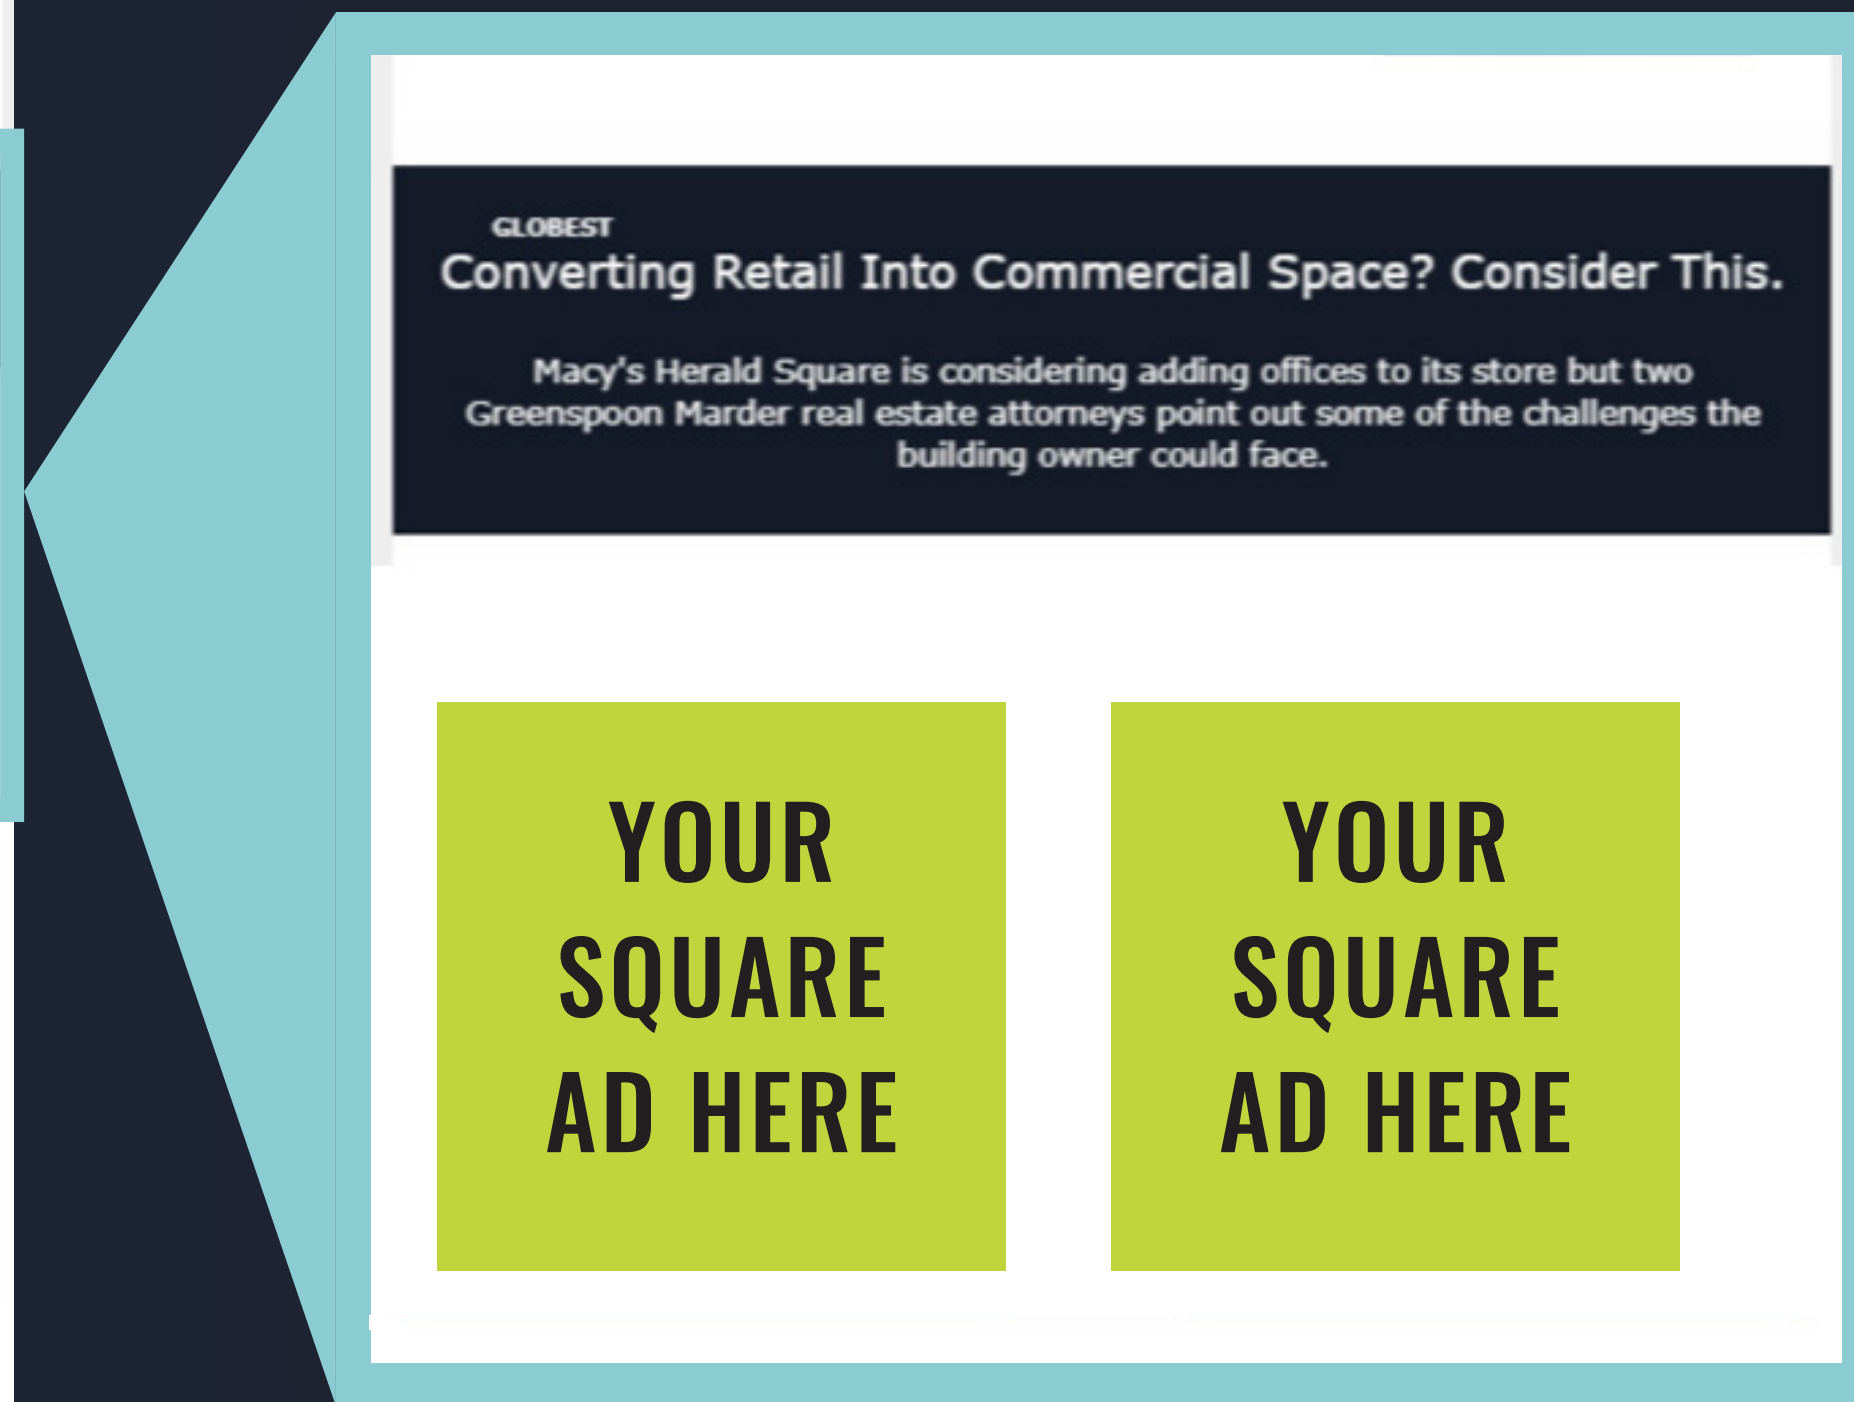 GLOBEST
Converting Retail Into Commercial Space? Consider This.
Macy's Herald Square is considering adding offices to its store but two
Greenspoon Marder real estate attorneys point out some of the challenges the
building owner could face.
YOUR
SQUARE
AD HERE
YOUR
SQUARE
AD HERE